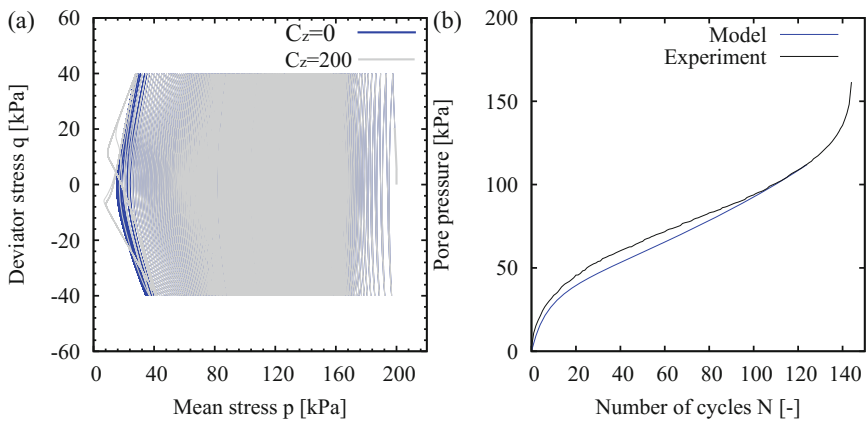 (a)
C_z=0
C_z=200
60
40
20
0
-20
-40
-60
0 40 80 120 160 200
Deviator stress q [kPa]
Mean stress p [kPa]
(b)
Model
Experiment
200
150
100
50
0
0 20 40 60 80 100 120 140
Pore pressure [kPa]
Number of cycles N [-]